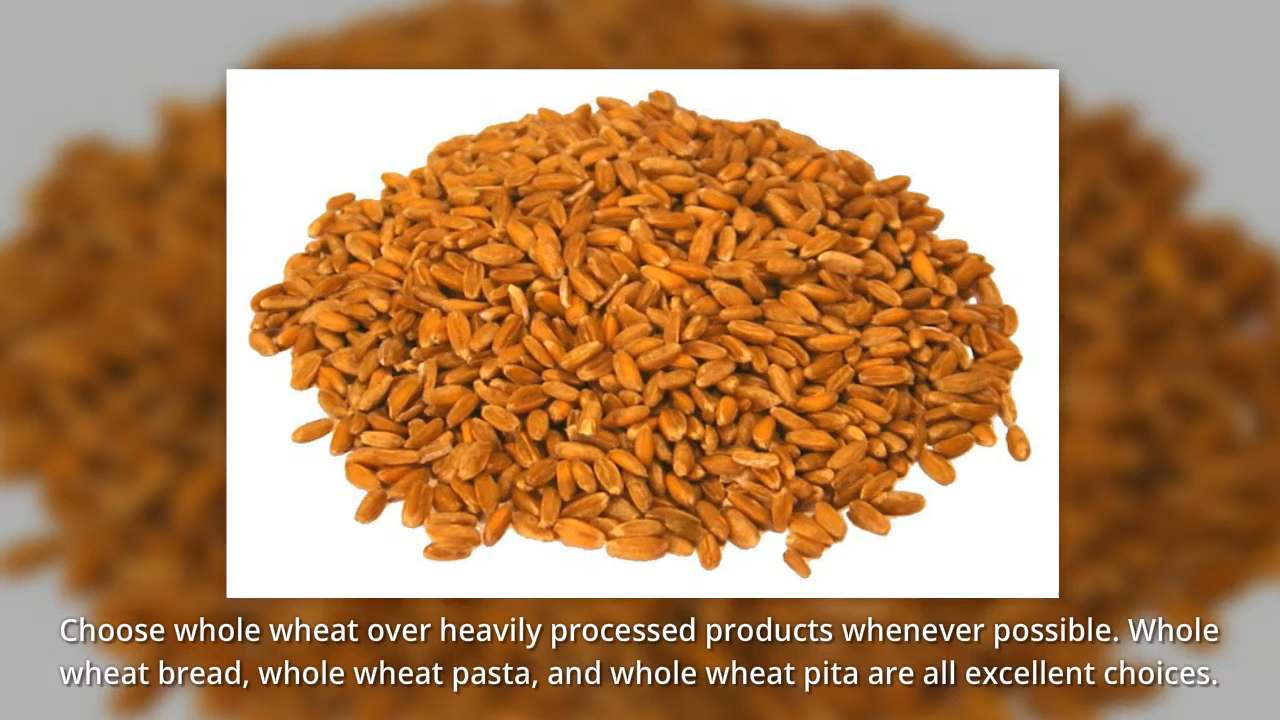 Choose whole wheat over heavily processed products whenever possible. Whole
wheat bread, whole wheat pasta, and whole wheat pita are all excellent choices.